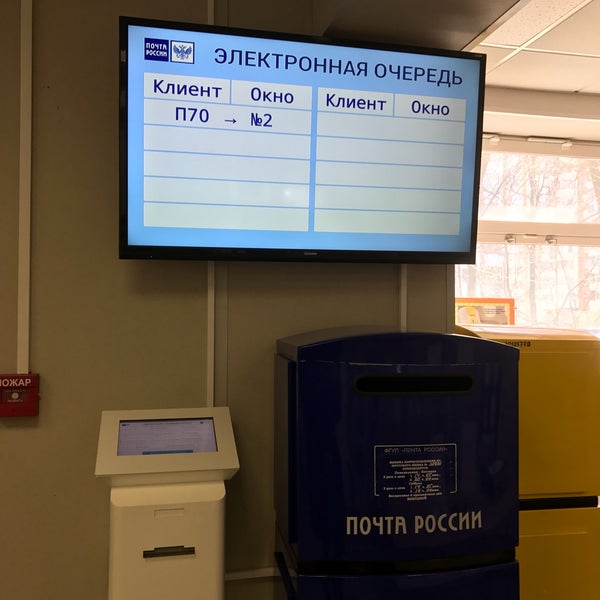 ПОЧТА
РОССИИ
ЭЛЕКТРОННАЯ ОЧЕРЕДЬ
Клиент Окно Клиент Окно
П70 → №2
ПОЖАР
ФГУП «ПОЧТА РОССИИ»
ПОЧТА РОССИИ